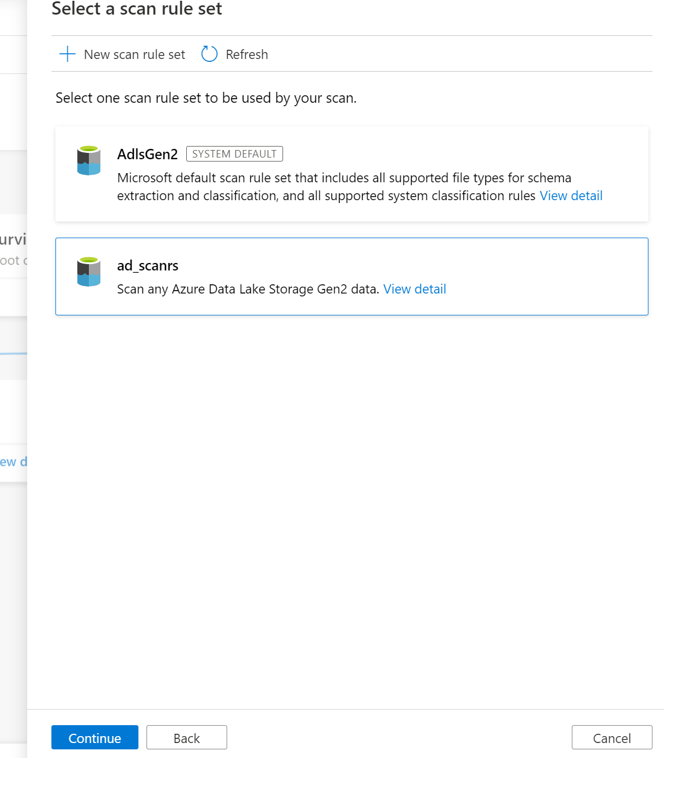 Select a scan rule set
New scan rule set Refresh
Select one scan rule set to be used by your scan.
AdlsGen2 SYSTEM DEFAULT
Microsoft default scan rule set that includes all supported file types for schema
extraction and classification, and all supported system classification rules View detail
urvi
oot
ad_scanrs
Scan any Azure Data Lake Storage Gen2 data. View detail
ew d
Continue Back Cancel